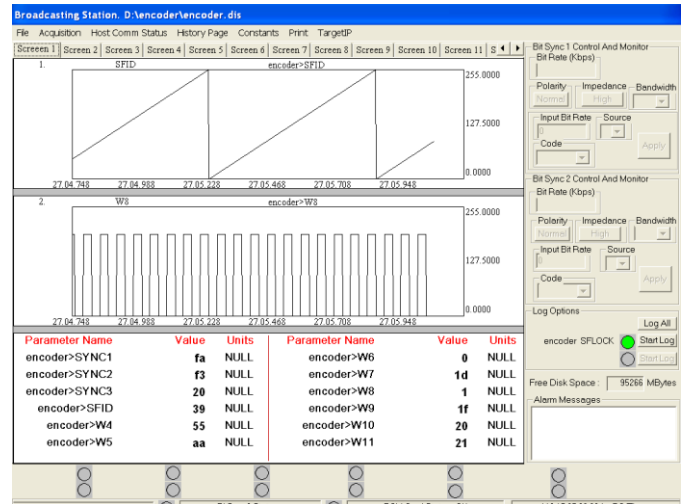 Broadcasting Station. D:\encoder\encoder.dis
File Acquisition Host Comm Status History Page Constants Print TargetIP
Screeen 1 Screen 2 Screen 3 Screen 4 Screen 5 Screen 6 Screen 7 Screen 8 Screen 9 Screen 10 Screen 11 S
1. SFID encoder>SFID
255.0000
127.5000
0.0000
27.04.748 27.04.988 27.05.228 27.05.468 27.05.708 27.05.948
2. W8 encoder>W8
255.0000
127.5000
0.0000
27.04.748 27.04.988 27.05.228 27.05.468 27.05.708 27.05.948
Parameter Name Value Units Parameter Name Value Units
encoder>SYNC1 fa NULL encoder>W6 0 NULL
encoder>SYNC2 f3 NULL encoder>W7 1d NULL
encoder>SYNC3 20 NULL encoder>W8 1 NULL
encoder>SFID 39 NULL encoder>W9 1f NULL
encoder>W4 55 NULL encoder>W10 20 NULL
encoder>W5 aa NULL encoder>W11 21 NULL
Bit Sync 1 Control And Monitor
Bit Rate (Kbps)
Polarity Impedance Bandwidth
Normal High
Input Bit Rate Source
0
Code
Apply
Bit Sync 2 Control And Monitor
Bit Rate (Kbps)
Polarity Impedance Bandwidth
Normal High
Input Bit Rate Source
0
Code
Apply
Log Options
Log All
encoder SFLOCK Start Log
Start Log
Free Disk Space : 95266 MBytes
Alarm Messages